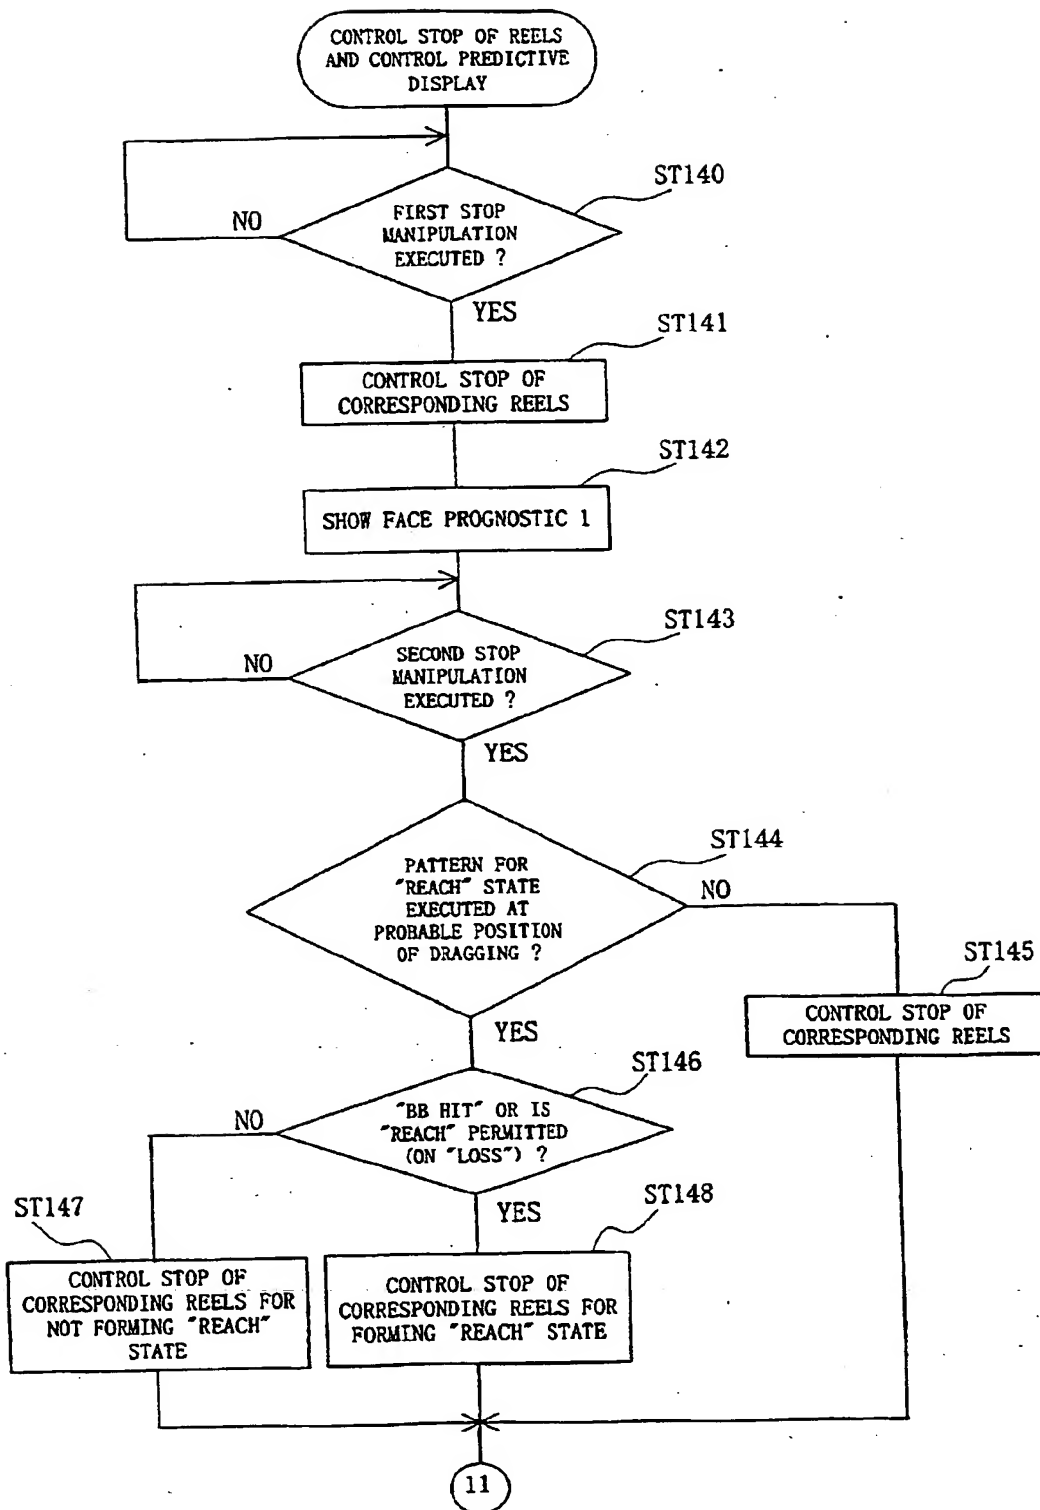 CONTROL STOP OF REELS
AND CONTROL PREDICTIVE
DISPLAY
ST140
NO
FIRST STOP
MANIPULATION
EXECUTED ?
YES
ST141
CONTROL STOP OF
CORRESPONDING REELS
ST142
SHOW FACE PROGNOSTIC 1
ST143
NO
SECOND STOP
MANIPULATION
EXECUTED ?
YES
ST144
PATTERN FOR
"REACH" STATE
EXECUTED AT
PROBABLE POSITION
OF DRAGGING ?
NO
ST145
CONTROL STOP OF
CORRESPONDING REELS
YES
ST146
NO
"BB HIT" OR IS
"REACH" PERMITTED
(ON "LOSS") ?
YES
ST147
CONTROL STOP OF
CORRESPONDING REELS FOR
NOT FORMING "REACH"
STATE
ST148
CONTROL STOP OF
CORRESPONDING REELS FOR
FORMING "REACH" STATE
11